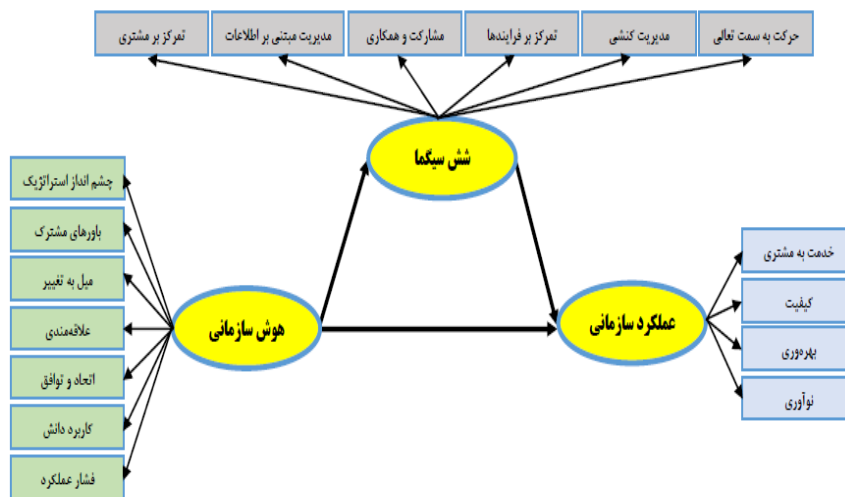 حرکت به سمت تعالی
مدیریت کنشی
تمرکز بر فرایندها
مشارکت و همکاری
مدیریت مبتنی بر اطلاعات
تمرکز بر مشتری
شش سیگما
چشم انداز استراتژیک
باورهای مشترک
میل به تغییر
علاقه‌مندی
اتحاد و توافق
کاربرد دانش
فشار عملکرد
هوش سازمانی
عملکرد سازمانی
خدمت به مشتری
کیفیت
بهره‌وری
نوآوری